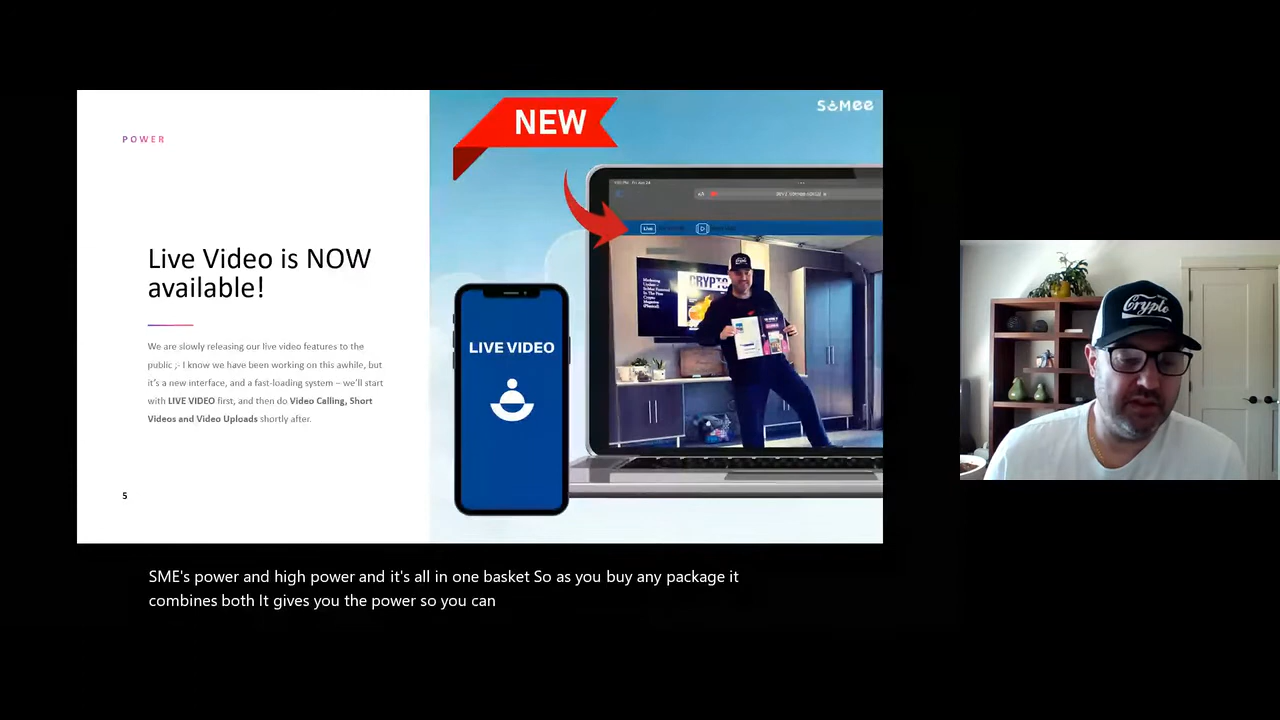 POWER
Live Video is NOW
available!
We are slowly releasing our live video features to the
public ;- I know we have been working on this awhile, but
it's a new interface, and a fast-loading system – we'll start
with LIVE VIDEO first, and then do Video Calling, Short
Videos and Video Uploads shortly after.
5
NEW
SoMee
Live
CRYPTO
LIVE VIDEO
Crypto
SME's power and high power and it's all in one basket So as you buy any package it
combines both It gives you the power so you can